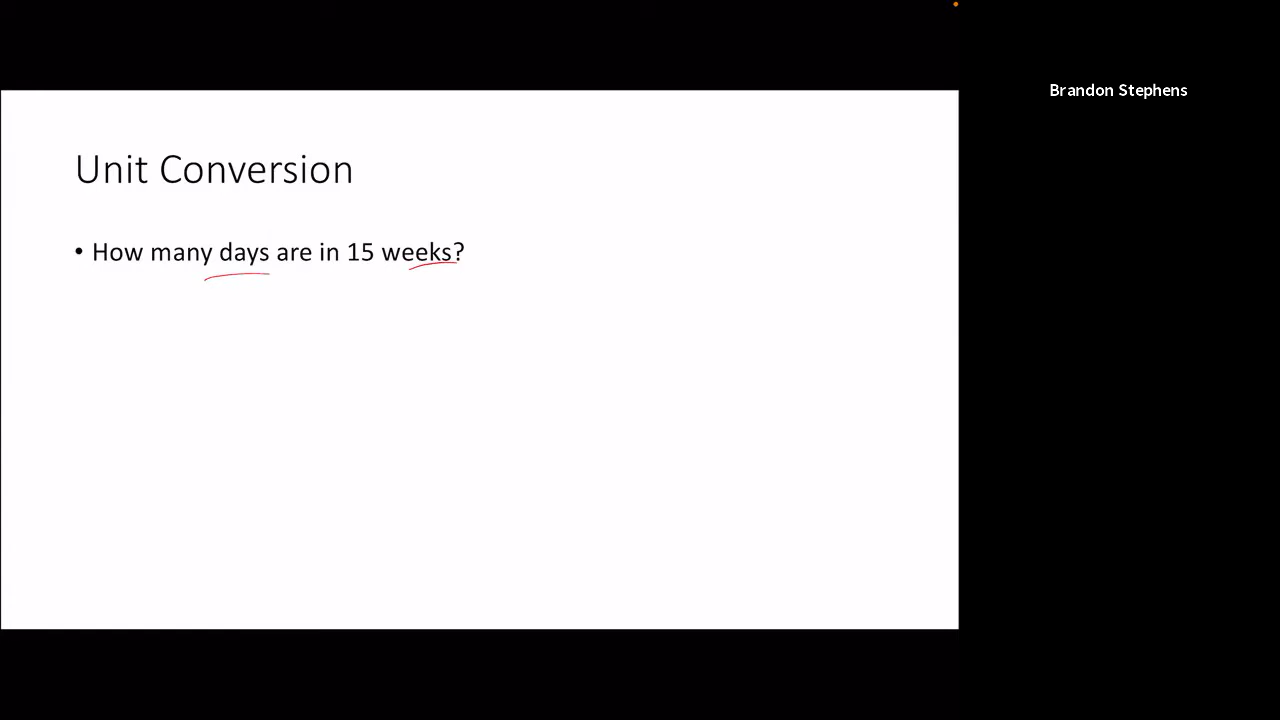 Unit Conversion
• How many days are in 15 weeks?
Brandon Stephens